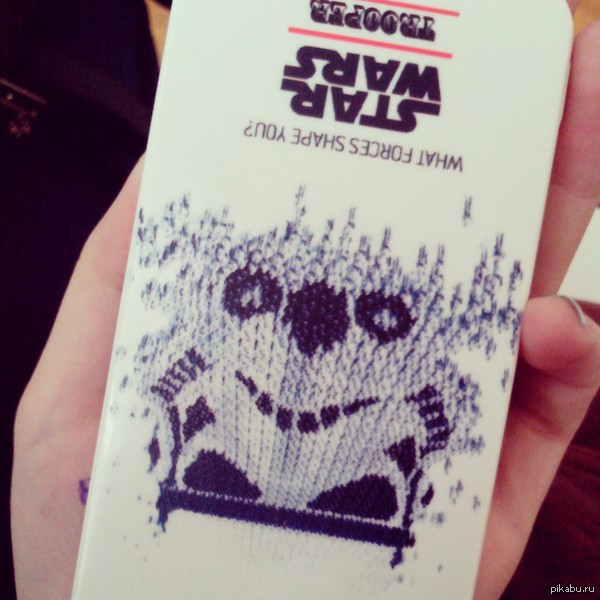 WHAT FORCES SHAPE YOU?
STAR
WARS
TROOPER
pikabu.ru